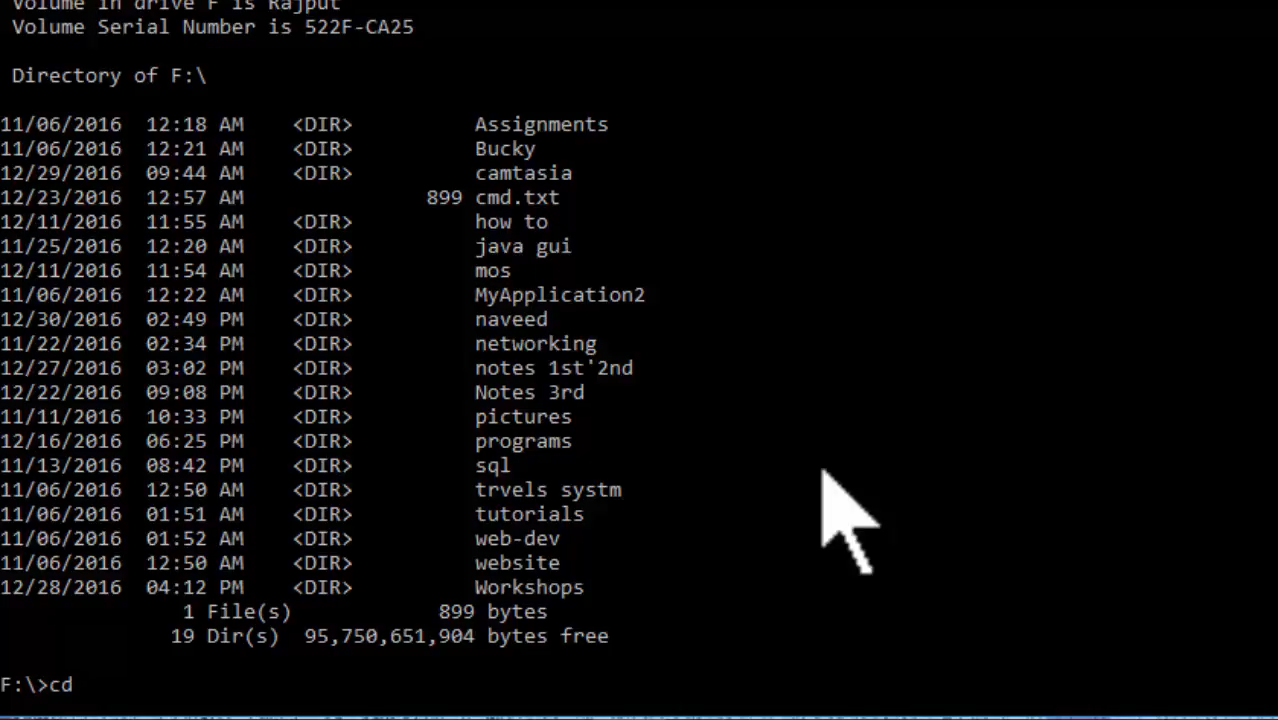 Volume in drive F is Rajput
Volume Serial Number is 522F-CA25
Directory of F:\
11/06/2016  12:18 AM    <DIR>          Assignments
11/06/2016  12:21 AM    <DIR>          Bucky
12/29/2016  09:44 AM    <DIR>          camtasia
12/23/2016  12:57 AM               899 cmd.txt
12/11/2016  11:55 AM    <DIR>          how to
11/25/2016  12:20 AM    <DIR>          java gui
12/11/2016  11:54 AM    <DIR>          mos
11/06/2016  12:22 AM    <DIR>          MyApplication2
12/30/2016  02:49 PM    <DIR>          naveed
11/22/2016  02:34 PM    <DIR>          networking
12/27/2016  03:02 PM    <DIR>          notes 1st'2nd
12/22/2016  09:08 PM    <DIR>          Notes 3rd
11/11/2016  10:33 PM    <DIR>          pictures
12/16/2016  06:25 PM    <DIR>          programs
11/13/2016  08:42 PM    <DIR>          sql
11/06/2016  12:50 AM    <DIR>          trvels systm
11/06/2016  01:51 AM    <DIR>          tutorials
11/06/2016  01:52 AM    <DIR>          web-dev
11/06/2016  12:50 AM    <DIR>          website
12/28/2016  04:12 PM    <DIR>          Workshops
1 File(s)            899 bytes
19 Dir(s)  95,750,651,904 bytes free
F:\>cd